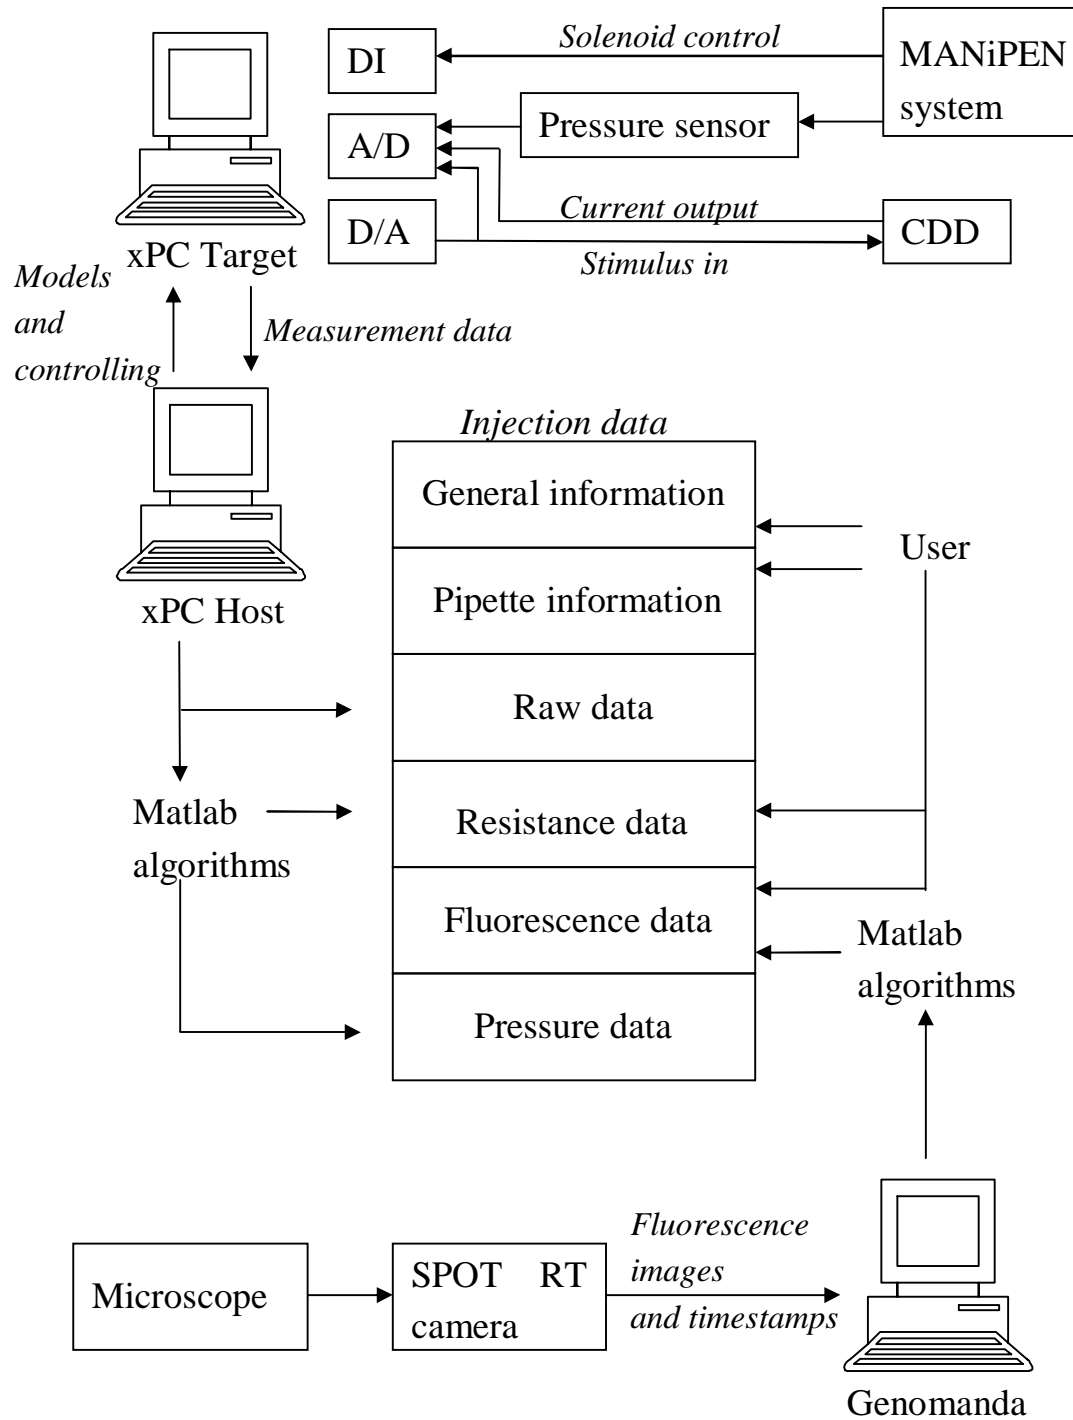 Solenoid control
DI
MANiPEN
system
Pressure sensor
A/D
Current output
D/A
CDD
Stimulus in
xPC Target
Models
and
controlling
Measurement data
Injection data
General information
User
Pipette information
xPC Host
Raw data
Matlab
algorithms
Resistance data
Fluorescence data
Matlab
algorithms
Pressure data
Fluorescence
images
and timestamps
Microscope
SPOT RT
camera
Genomanda